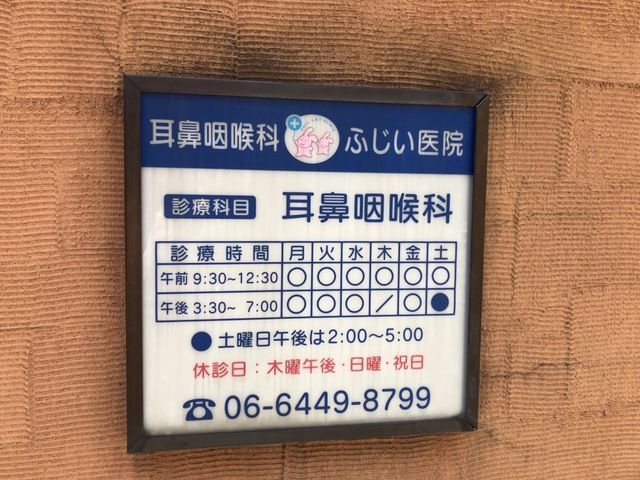 耳鼻咽喉科 ふじい医院
診療科目 耳鼻咽喉科
診療時間 月 火 水 木 金 土
午前 9:30~12:30 ○ ○ ○ ○ ○ ○
午後 3:30~ 7:00 ○ ○ ○ / ○ ●
●土曜日午後は2:00~5:00
休診日:木曜午後・日曜・祝日
☎ 06-6449-8799